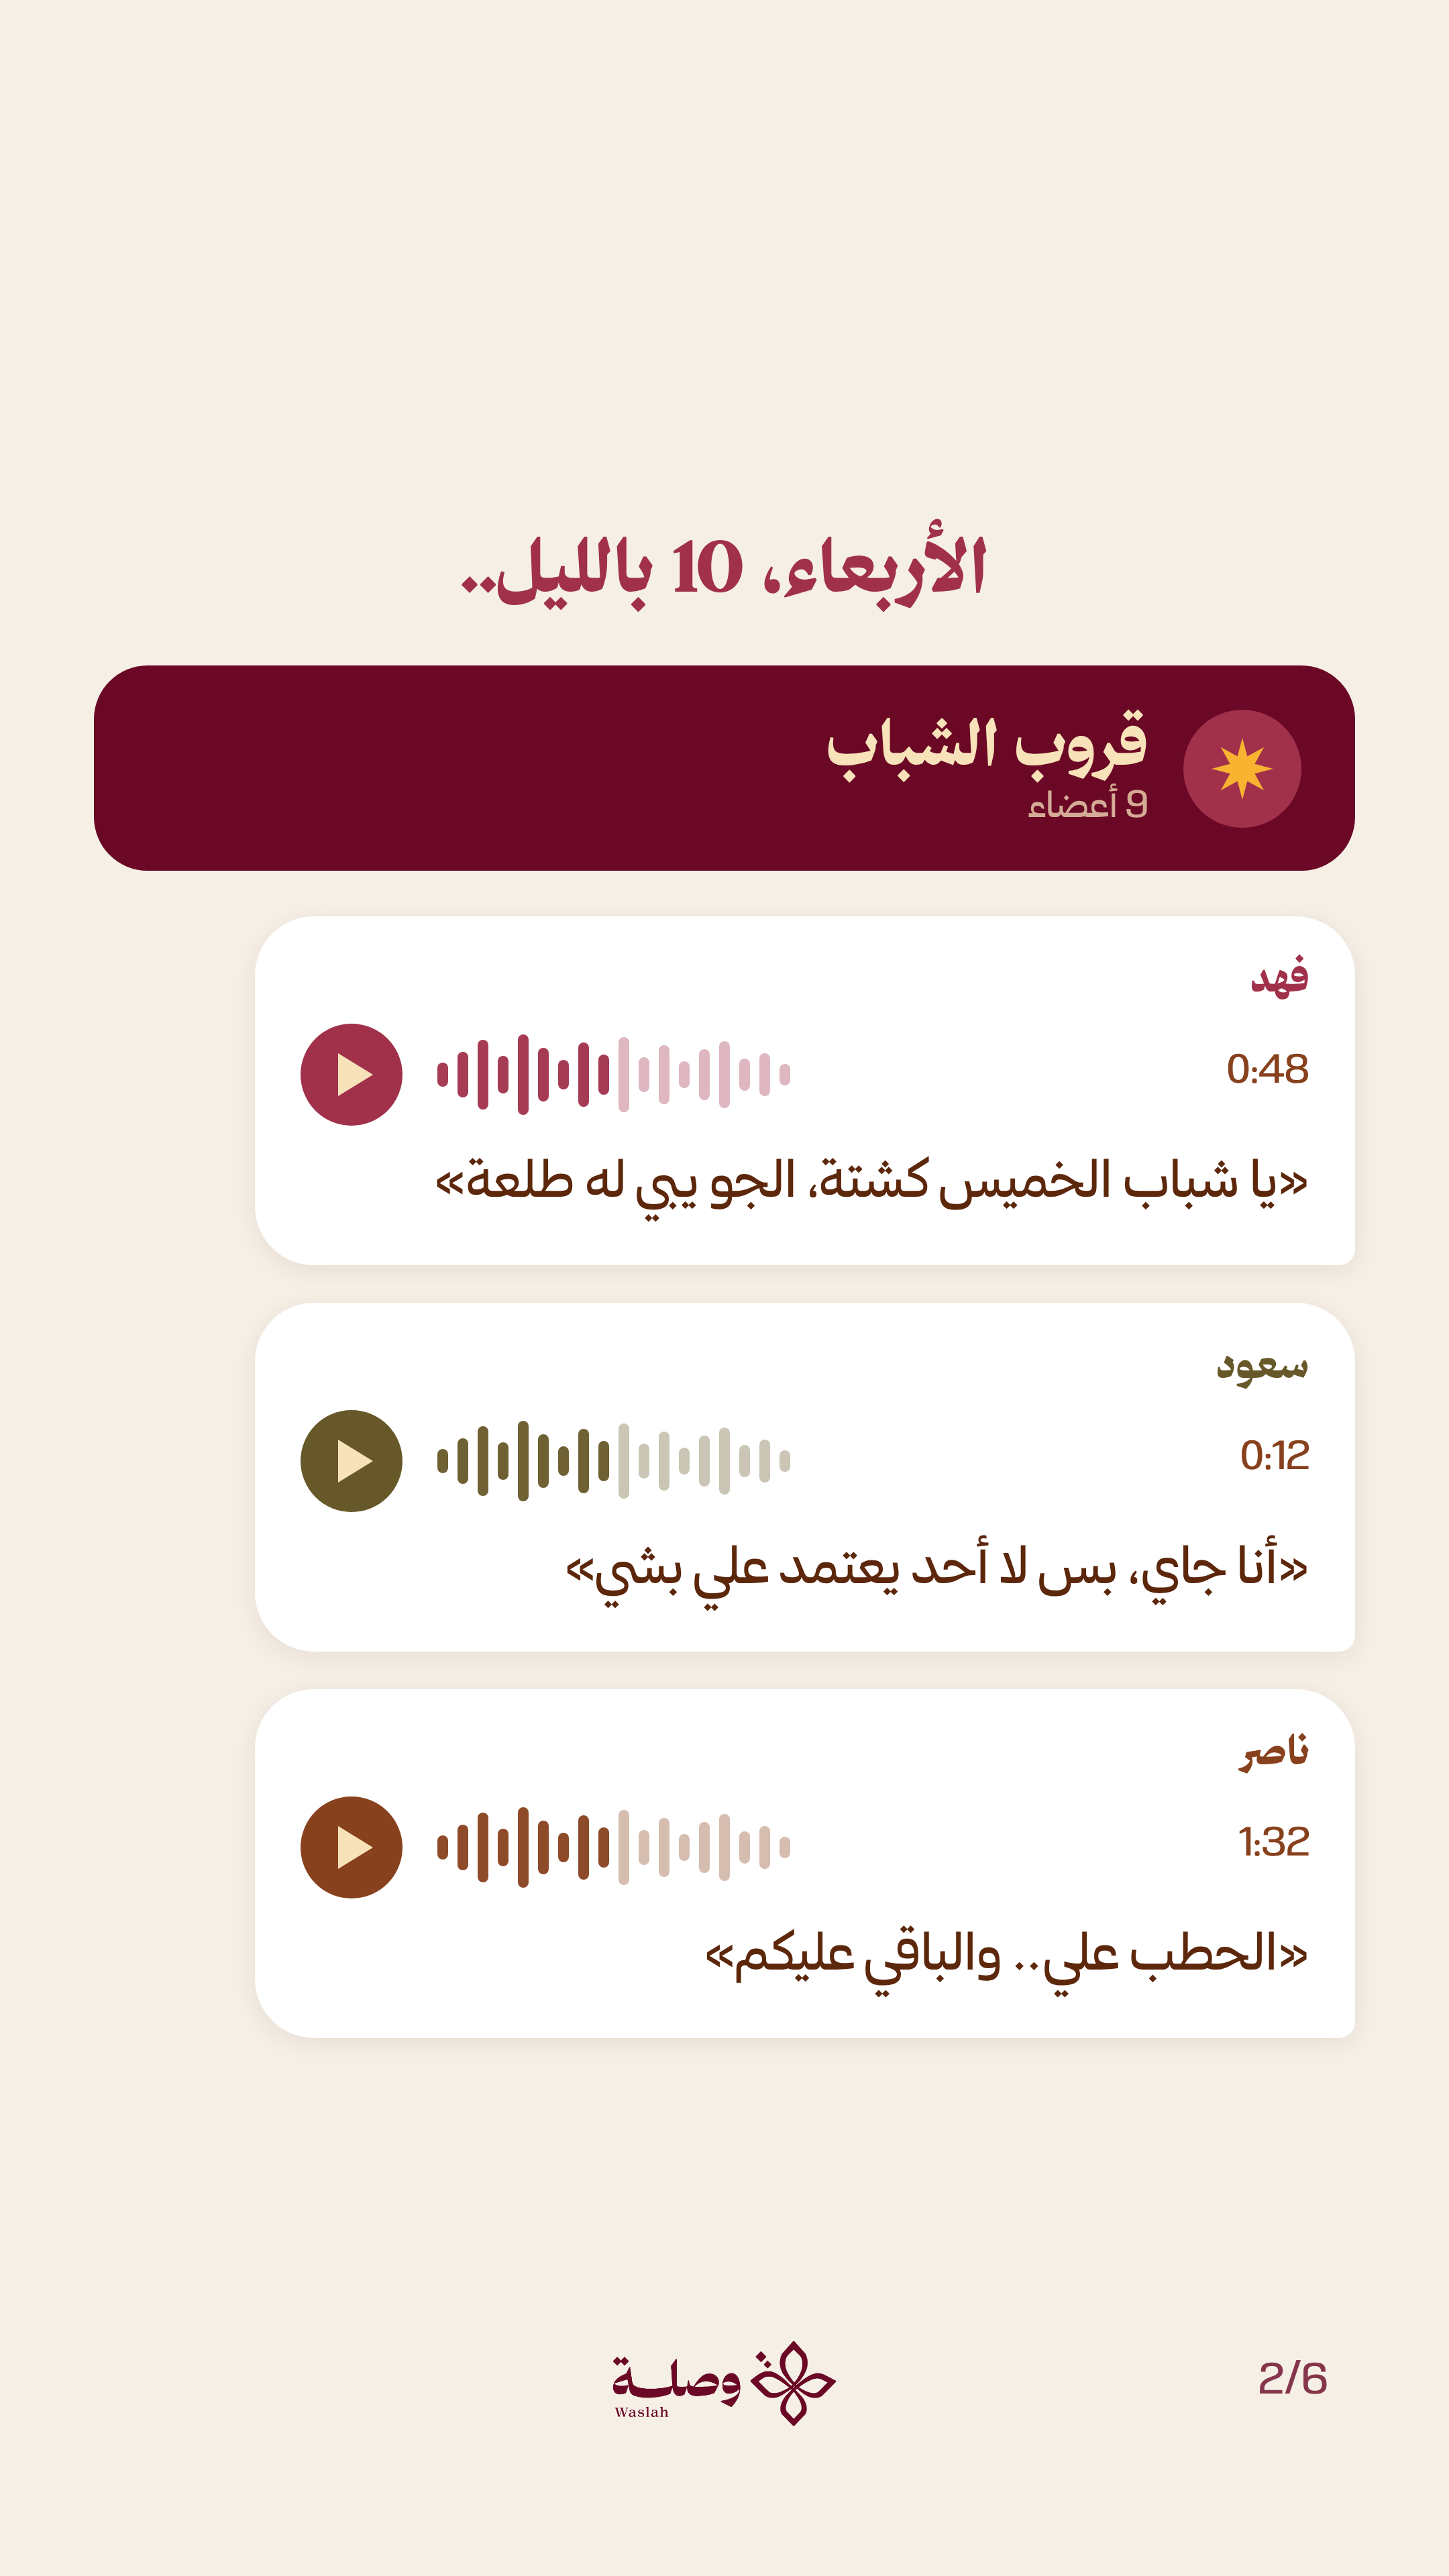 الأربعاء، 10 بالليل..
قروب الشباب
9 أعضاء
فهد
0:48
«يا شباب الخميس كشتة، الجو يبي له طلعة»
سعود
0:12
«أنا جاي، بس لا أحد يعتمد علي بشي»
ناصر
1:32
«الحطب علي.. والباقي عليكم»
وصلة
Waslah
2/6